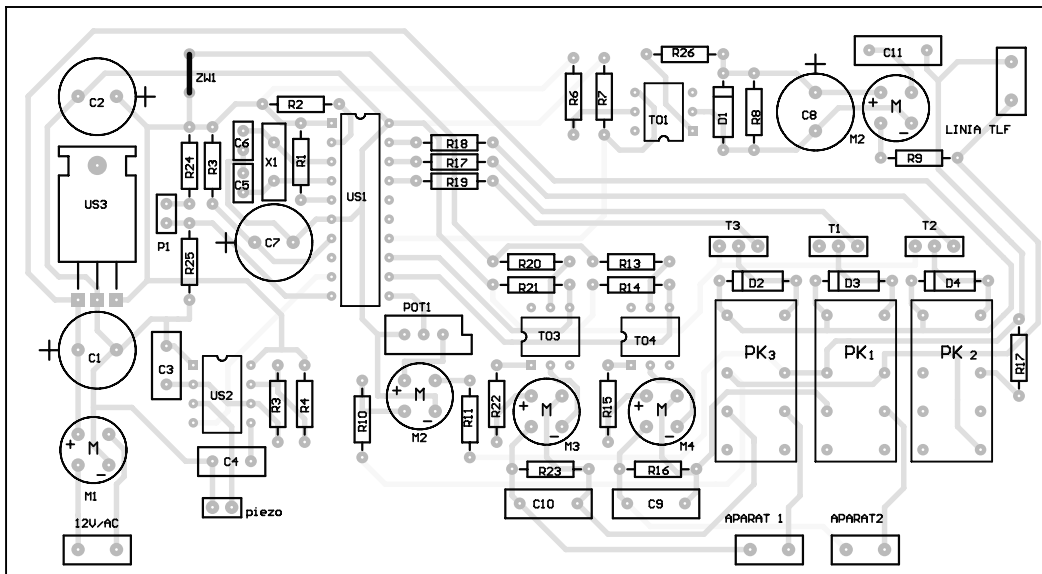 R26
C11
ZW1
C2
R6
R7
TO1
D1
R8
C8
M
+
-
M2
LINIA TLF
R2
R9
C6
X1
R1
R18
R24
R3
R17
US3
C5
US1
R19
P1
C7
T3
T1
T2
R25
R20
R13
R21
R14
D2
D3
D4
POT1
TO3
TO4
C1
C3
PK3
PK1
PK 2
R17
US2
R3
R4
R10
M
-
M2
R11
R22
M
-
M3
R15
M
-
M4
+
M
-
M1
C4
R23
R16
piezo
C10
C9
12V/AC
APARAT 1
APARAT2